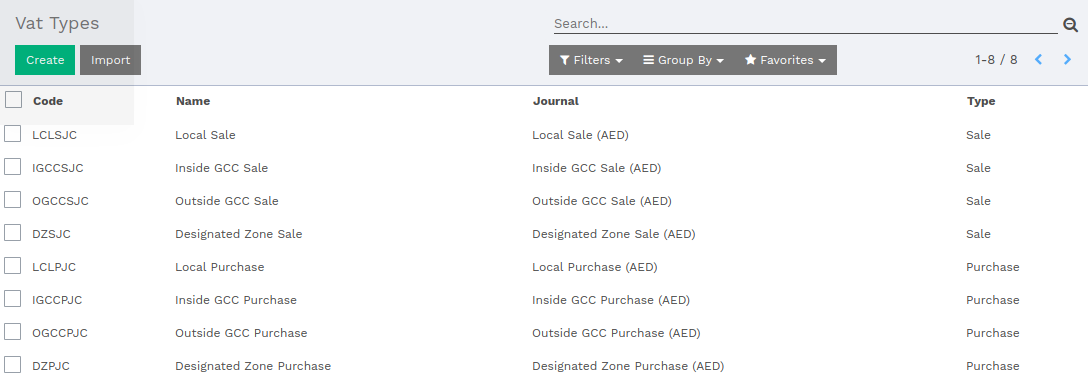 Vat Types
Search...
Create Import Filters Group By Favorites 1-8 / 8
Code Name Journal Type
LCLSJC Local Sale Local Sale (AED) Sale
IGCCSJC Inside GCC Sale Inside GCC Sale (AED) Sale
OGCCSJC Outside GCC Sale Outside GCC Sale (AED) Sale
DZSJC Designated Zone Sale Designated Zone Sale (AED) Sale
LCLPJC Local Purchase Local Purchase (AED) Purchase
IGCCPJC Inside GCC Purchase Inside GCC Purchase (AED) Purchase
OGCCPJC Outside GCC Purchase Outside GCC Purchase (AED) Purchase
DZPJC Designated Zone Purchase Designated Zone Purchase (AED) Purchase